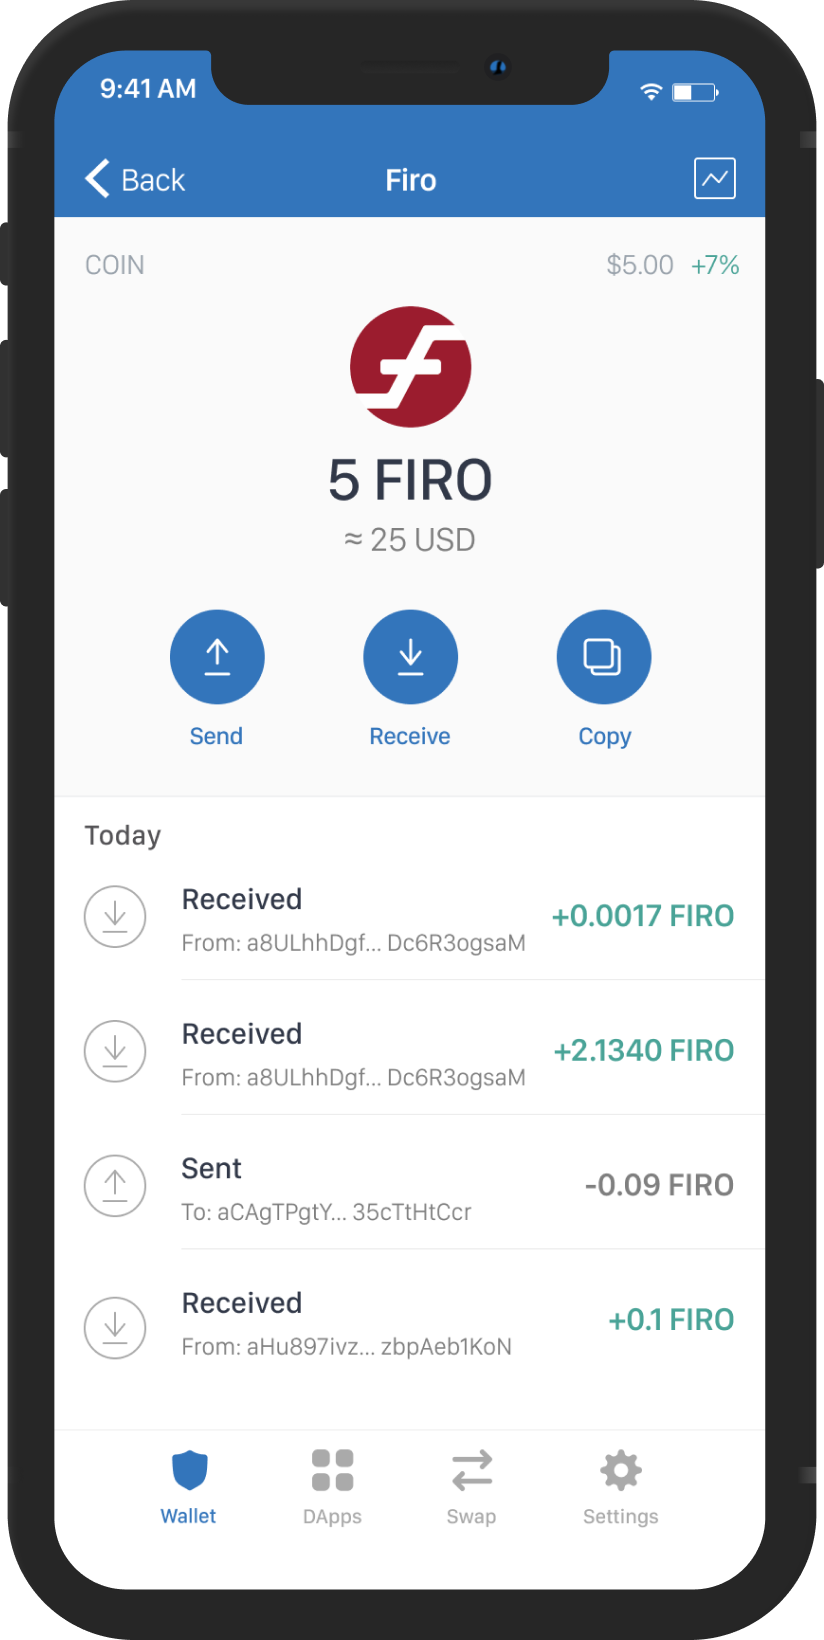 9:41 AM
Back
Firo
COIN
$5.00 +7%
5 FIRO
≈ 25 USD
Send
Receive
Copy
Today
Received
+0.0017 FIRO
From: a8ULhhDgf... Dc6R3ogsaM
Received
+2.1340 FIRO
From: a8ULhhDgf... Dc6R3ogsaM
Sent
-0.09 FIRO
To: aCAgTPgtY... 35cTtHtCcr
Received
+0.1 FIRO
From: aHu897ivz... zbpAeb1KoN
Wallet
DApps
Swap
Settings